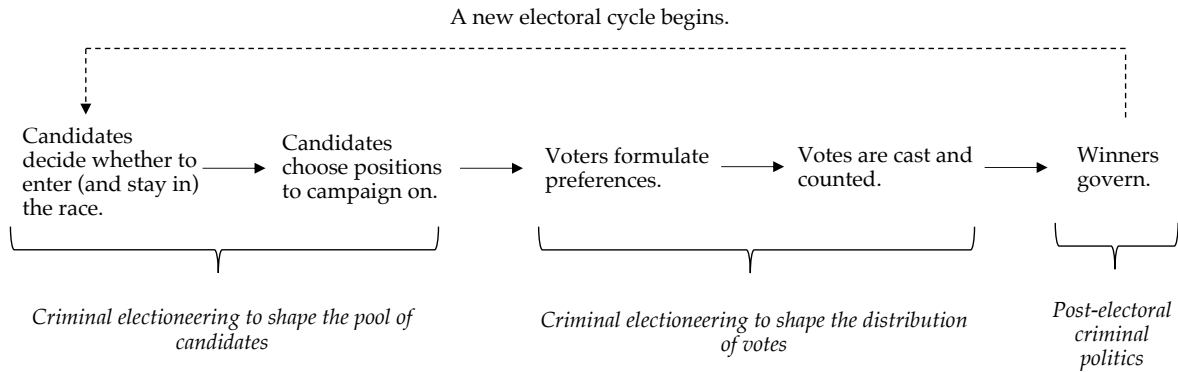 A new electoral cycle begins.
Candidates
decide whether to
enter (and stay in)
the race.
Candidates
choose positions
to campaign on.
Voters formulate
preferences.
Votes are cast and
counted.
Winners
govern.
Criminal electioneering to shape the pool of
candidates
Criminal electioneering to shape the distribution
of votes
Post-electoral
criminal
politics